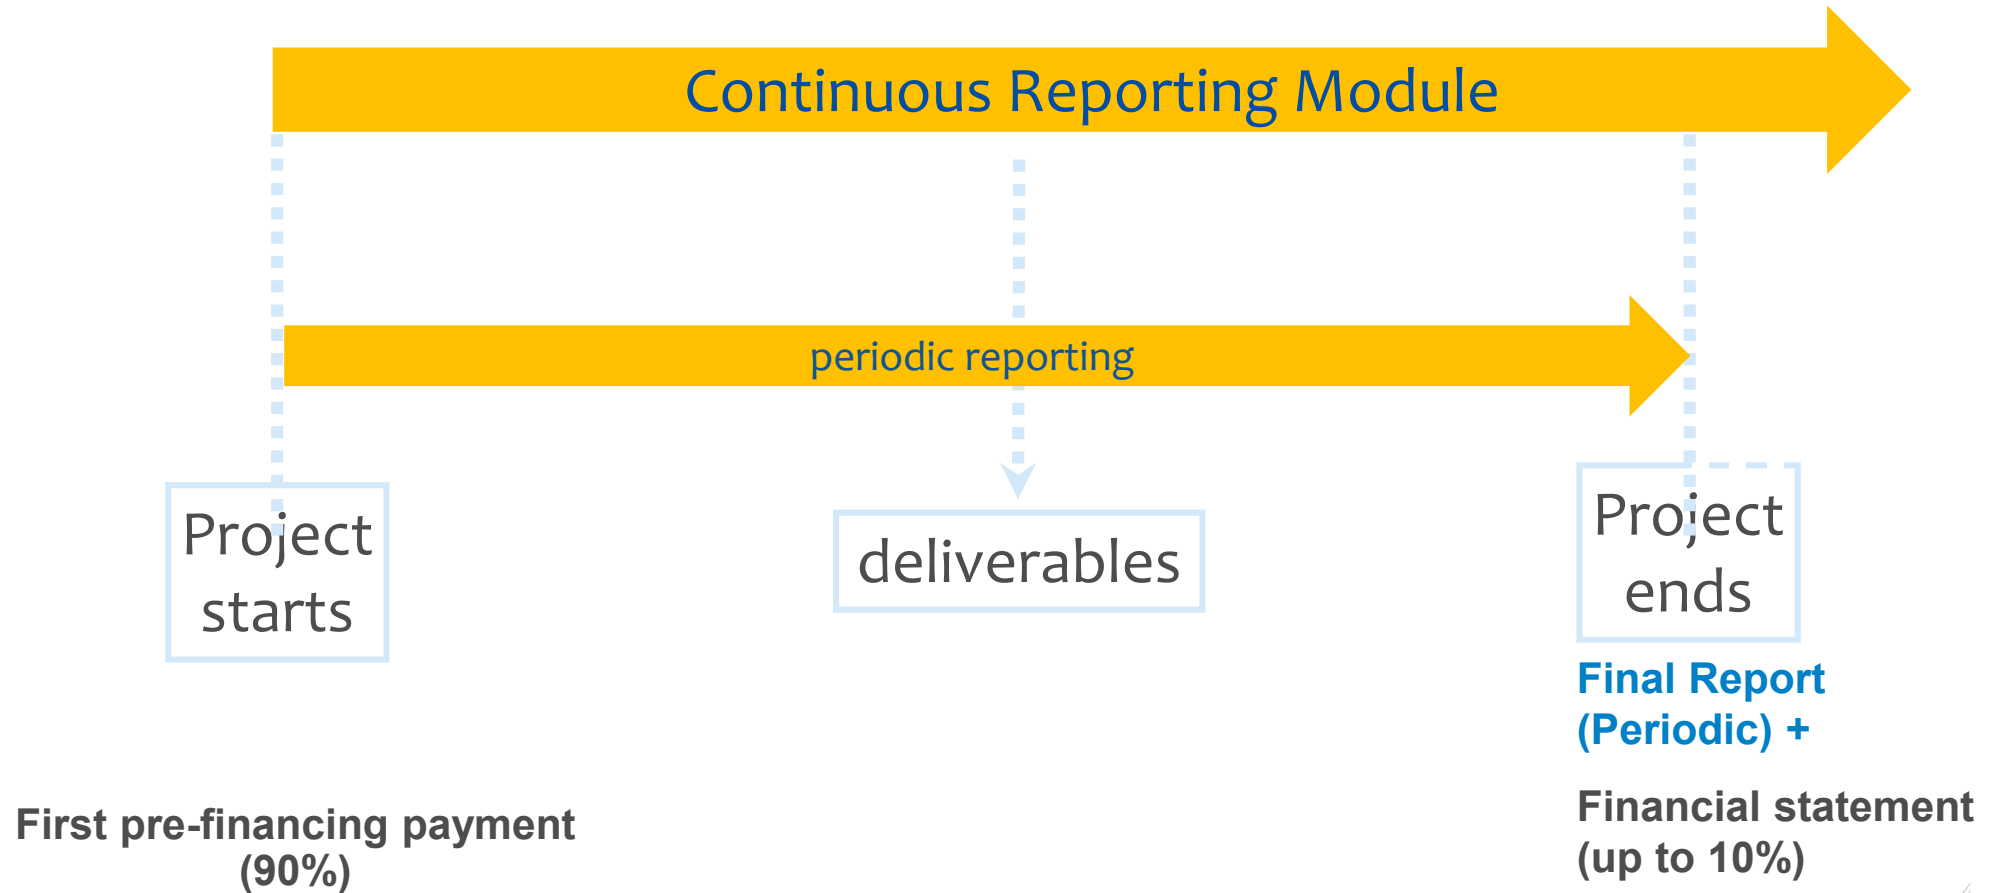 Continuous Reporting Module
periodic reporting
Project
starts
deliverables
Project
ends
Final Report
(Periodic) +
First pre-financing payment
(90%)
Financial statement
(up to 10%)